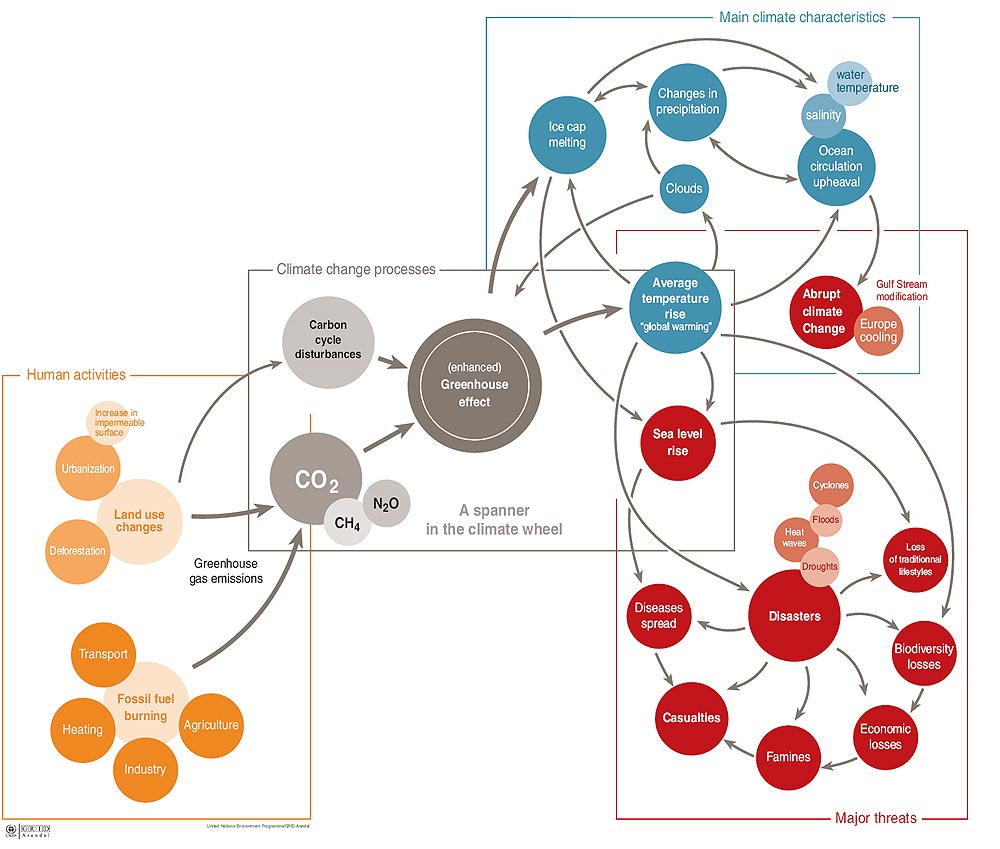 Main climate characteristics
water
temperature
salinity
Changes in
precipitation
Ice cap
melting
Ocean
circulation
upheaval
Clouds
Climate change processes
Average
temperature
rise
"global warming"
Abrupt
climate
Change
Gulf Stream
modification
Europe
cooling
Carbon
cycle
disturbances
(enhanced)
Greenhouse
effect
Human activities
Increase in
impermeable
surface
Urbanization
Land use
changes
Deforestation
CO2
CH4
N2O
A spanner
in the climate wheel
Greenhouse
gas emissions
Sea level
rise
Cyclones
Floods
Heat
waves
Droughts
Loss
of traditionnal
lifestyles
Diseases
spread
Disasters
Biodiversity
losses
Transport
Fossil fuel
burning
Heating
Agriculture
Industry
Casualties
Famines
Economic
losses
Major threats
UNEP
GRID
Arendal
United Nations Environment Programme/GRID-Arendal